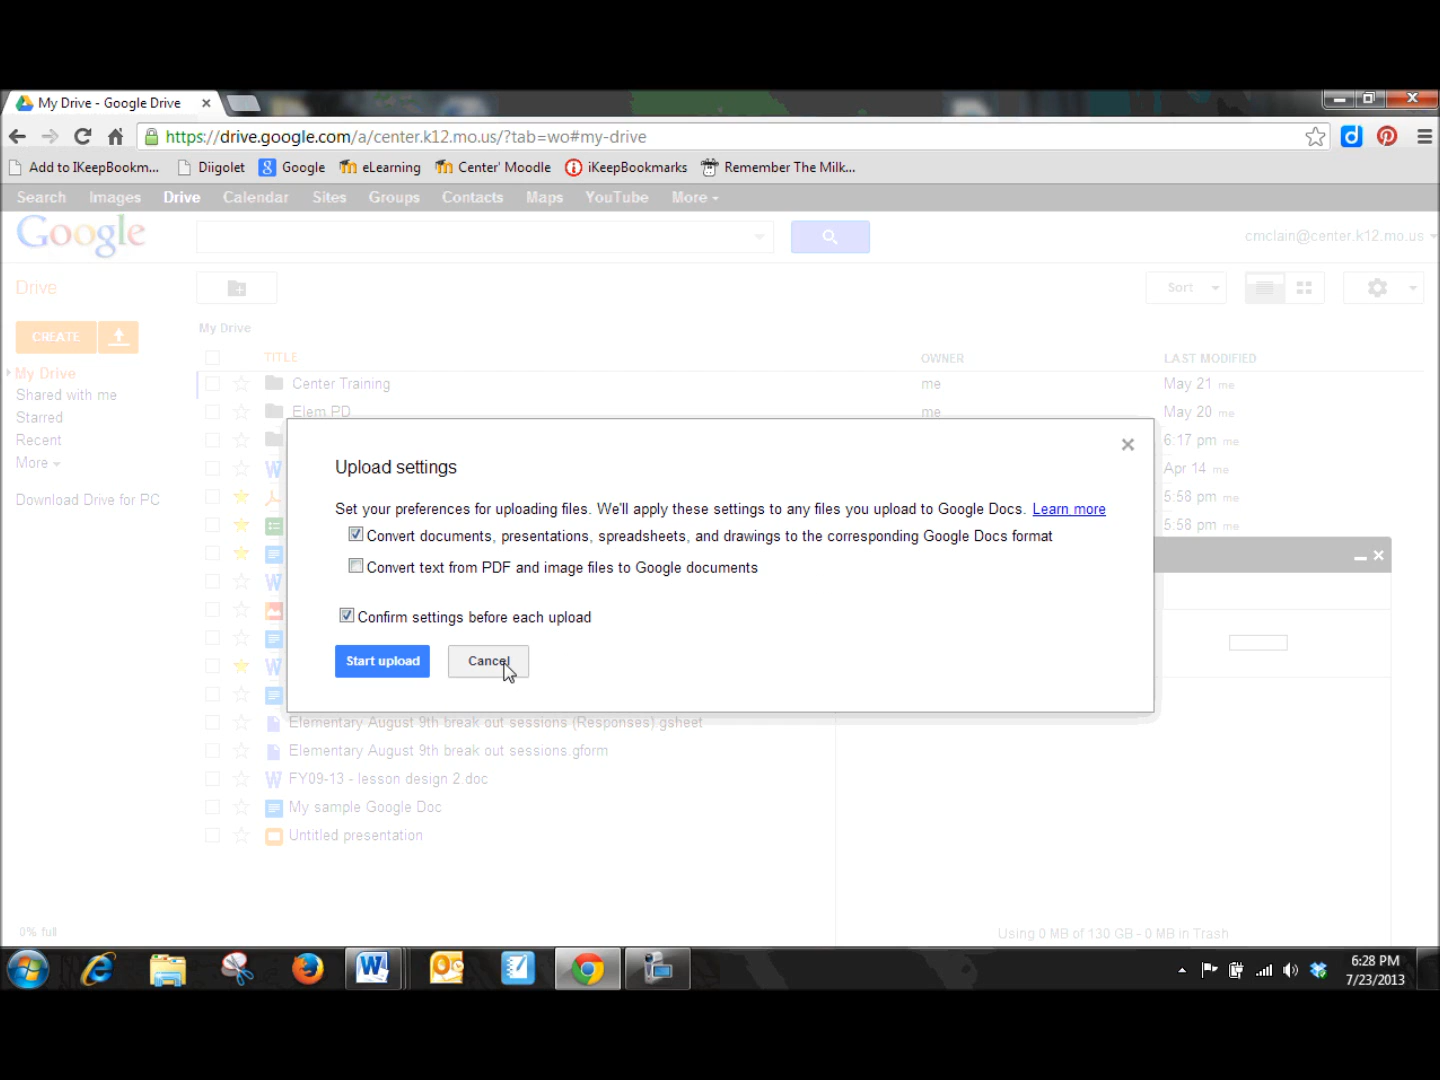 My Drive - Google Drive
https://drive.google.com/a/center.k12.mo.us/?tab=wo#my-drive
Add to IKeepBookm... Diigolet Google eLearning Center' Moodle iKeepBookmarks Remember The Milk...
Search Images Drive Calendar Sites Groups Contacts Maps YouTube More
Google
cmclain@center.k12.mo.us
Drive
Sort
CREATE
My Drive
TITLE OWNER LAST MODIFIED
My Drive
Center Training me May 21 me
Shared with me
Elem PD me May 20 me
Starred
Recent
6:17 pm me
More
Apr 14 me
Download Drive for PC
5:58 pm me
5:58 pm me
Upload settings
Set your preferences for uploading files. We'll apply these settings to any files you upload to Google Docs. Learn more
Convert documents, presentations, spreadsheets, and drawings to the corresponding Google Docs format
Convert text from PDF and image files to Google documents
Confirm settings before each upload
Start upload Cancel
Elementary August 9th break out sessions (Responses).gsheet
Elementary August 9th break out sessions.gform
FY09-13 - lesson design 2.doc
My sample Google Doc
Untitled presentation
0% full
Using 0 MB of 130 GB - 0 MB in Trash
6:28 PM
7/23/2013